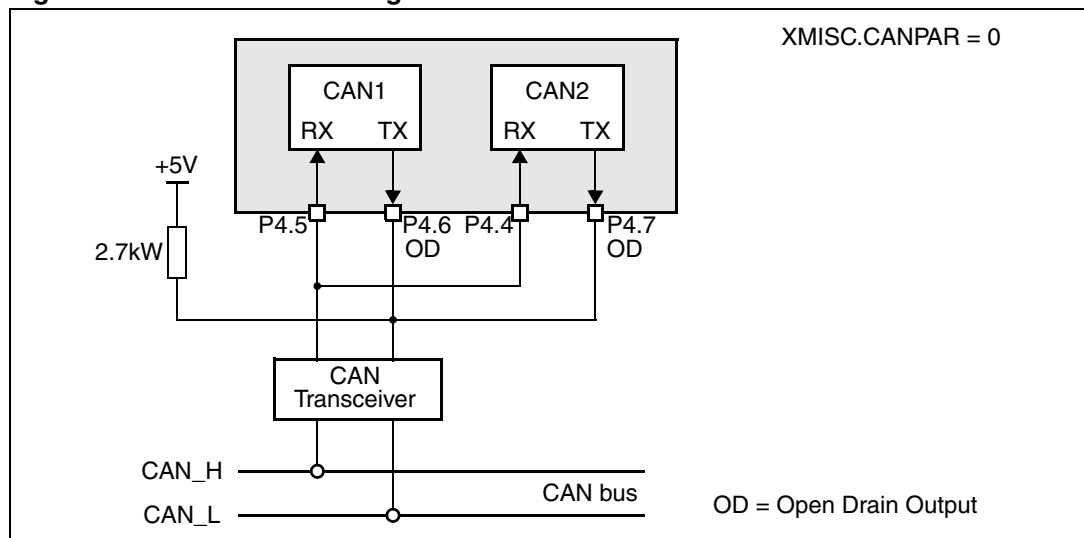 XMISC.CANPAR = 0
CAN1
CAN2
RX TX
RX TX
+5V
P4.5
P4.6
OD
P4.4
P4.7
OD
2.7kW
CAN
Transceiver
CAN_H
CAN bus
CAN_L
OD = Open Drain Output